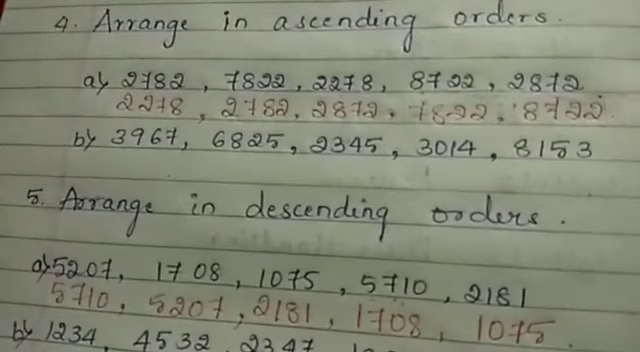 4. Arrange in ascending orders.
a) 2782, 7822, 2278, 8722, 2872
2278, 2782, 2872, 7822, 8722.
b) 3967, 6825, 2345, 3014, 8153
5. Arrange in descending orders.
a) 5207, 1708, 1075, 5710, 2181
5710, 5207, 2181, 1708, 1075.
b) 1234, 4532, 2347